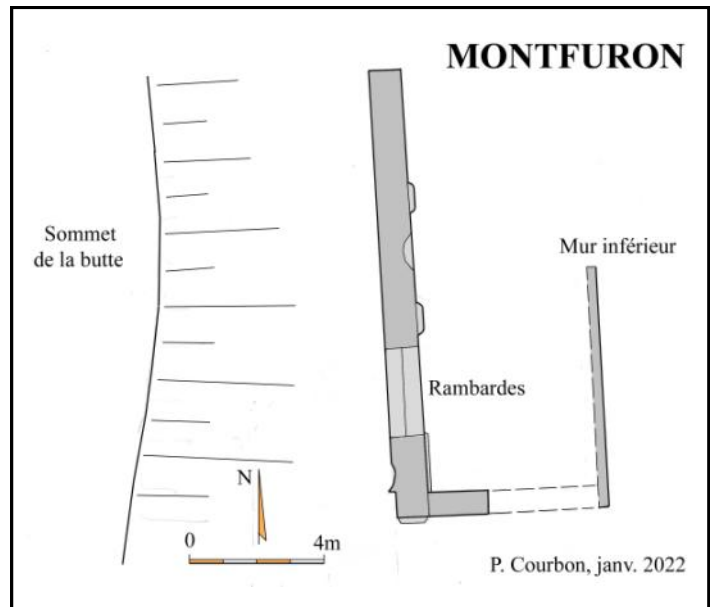 MONTFURON
Sommet
de la butte
Mur inférieur
Rambardes
N
0 4m
P. Courbon, janv. 2022